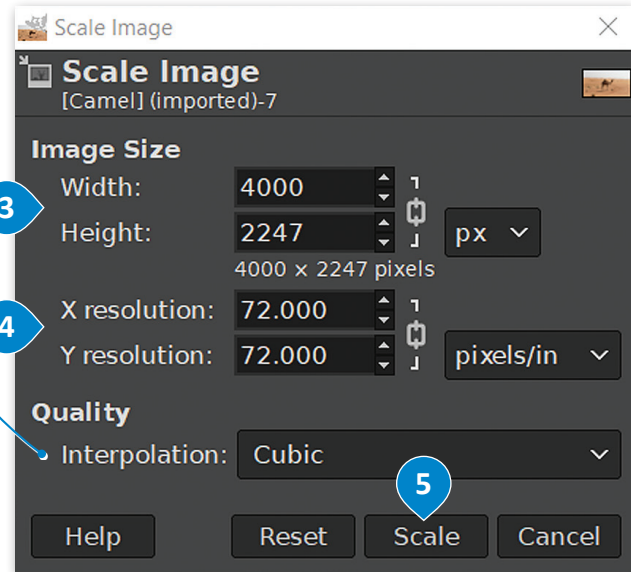 Scale Image
Scale Image
[Camel] (imported)-7
Image Size
3
Width: 4000
Height: 2247 px
4000 × 2247 pixels
4
X resolution: 72.000
Y resolution: 72.000 pixels/in
Quality
Interpolation: Cubic
5
Help Reset Scale Cancel